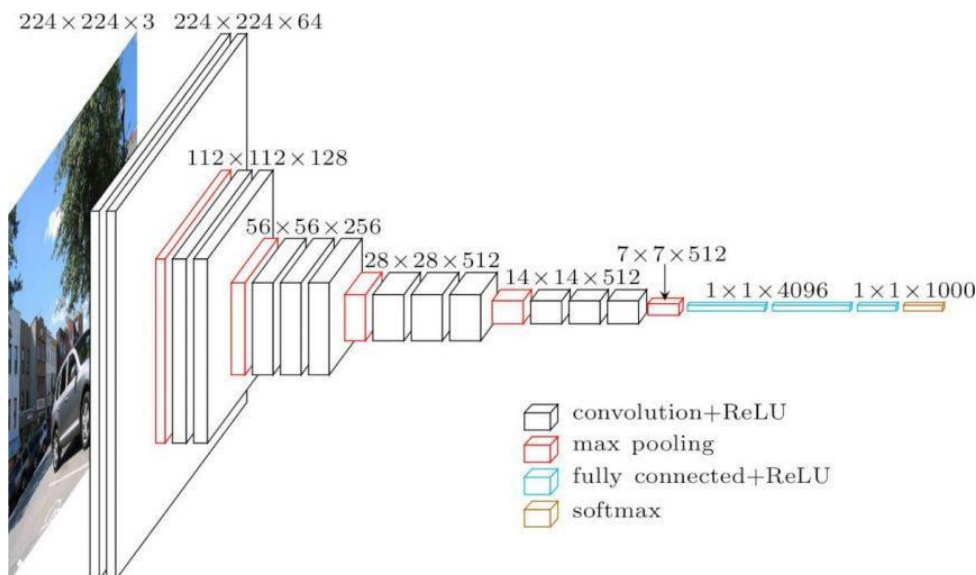 224×224×3
224×224×64
112×112×128
56×56×256
28×28×512
14×14×512
7×7×512
1×1×4096
1×1×1000
convolution+ReLU
max pooling
fully connected+ReLU
softmax